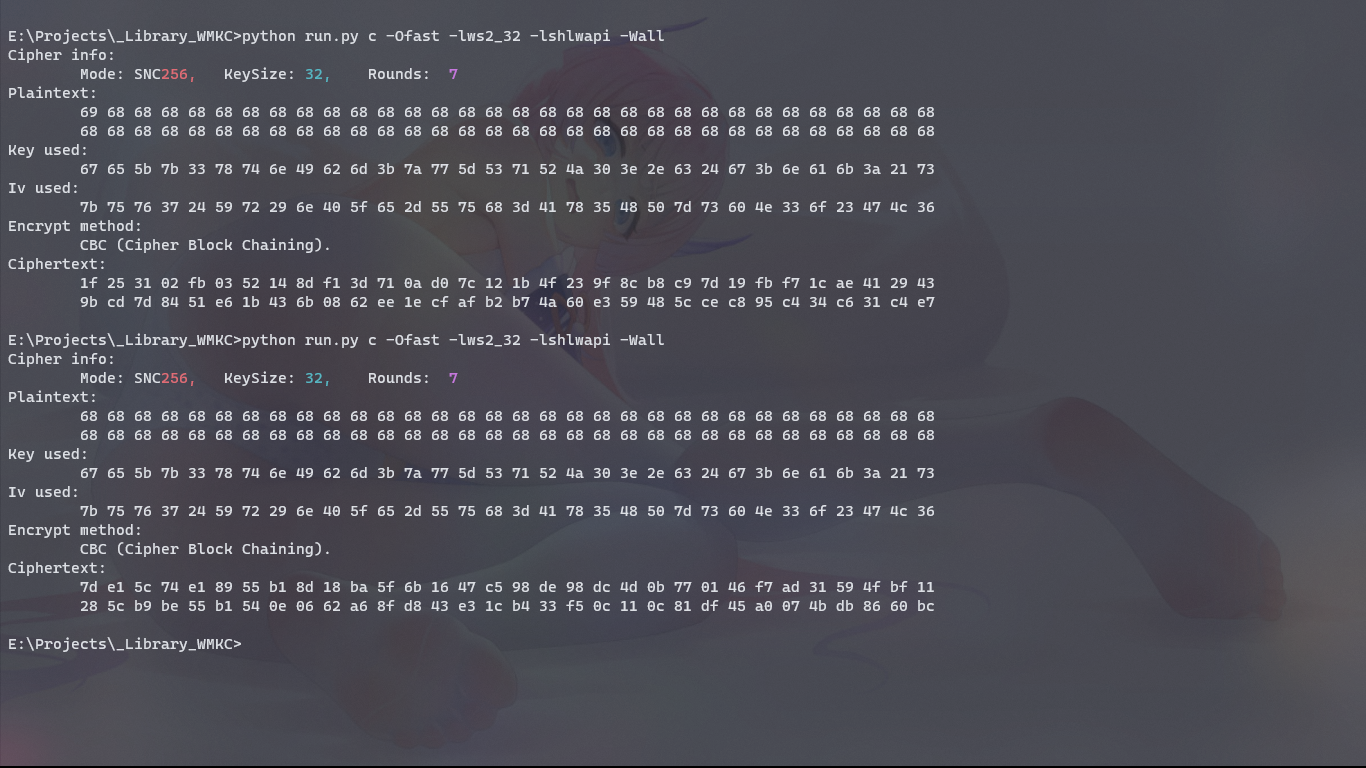 E:\Projects\_Library_WMKC>python run.py c -Ofast -lws2_32 -lshlwapi -Wall
Cipher info:
Mode: SNC256, KeySize: 32, Rounds: 7
Plaintext:
69 68 68 68 68 68 68 68 68 68 68 68 68 68 68 68 68 68 68 68 68 68 68 68 68 68 68 68 68 68 68 68
68 68 68 68 68 68 68 68 68 68 68 68 68 68 68 68 68 68 68 68 68 68 68 68 68 68 68 68 68 68 68 68
Key used:
67 65 5b 7b 33 78 74 6e 49 62 6d 3b 7a 77 5d 53 71 52 4a 30 3e 2e 63 24 67 3b 6e 61 6b 3a 21 73
Iv used:
7b 75 76 37 24 59 72 29 6e 40 5f 65 2d 55 75 68 3d 41 78 35 48 50 7d 73 60 4e 33 6f 23 47 4c 36
Encrypt method:
CBC (Cipher Block Chaining).
Ciphertext:
1f 25 31 02 fb 03 52 14 8d f1 3d 71 0a d0 7c 12 1b 4f 23 9f 8c b8 c9 7d 19 fb f7 1c ae 41 29 43
9b cd 7d 84 51 e6 1b 43 6b 08 62 ee 1e cf af b2 b7 4a 60 e3 59 48 5c ce c8 95 c4 34 c6 31 c4 e7
E:\Projects\_Library_WMKC>python run.py c -Ofast -lws2_32 -lshlwapi -Wall
Cipher info:
Mode: SNC256, KeySize: 32, Rounds: 7
Plaintext:
68 68 68 68 68 68 68 68 68 68 68 68 68 68 68 68 68 68 68 68 68 68 68 68 68 68 68 68 68 68 68 68
68 68 68 68 68 68 68 68 68 68 68 68 68 68 68 68 68 68 68 68 68 68 68 68 68 68 68 68 68 68 68 68
Key used:
67 65 5b 7b 33 78 74 6e 49 62 6d 3b 7a 77 5d 53 71 52 4a 30 3e 2e 63 24 67 3b 6e 61 6b 3a 21 73
Iv used:
7b 75 76 37 24 59 72 29 6e 40 5f 65 2d 55 75 68 3d 41 78 35 48 50 7d 73 60 4e 33 6f 23 47 4c 36
Encrypt method:
CBC (Cipher Block Chaining).
Ciphertext:
7d e1 5c 74 e1 89 55 b1 8d 18 ba 5f 6b 16 47 c5 98 de 98 dc 4d 0b 77 01 46 f7 ad 31 59 4f bf 11
28 5c b9 be 55 b1 54 0e 06 62 a6 8f d8 43 e3 1c b4 33 f5 0c 11 0c 81 df 45 a0 07 4b db 86 60 bc
E:\Projects\_Library_WMKC>